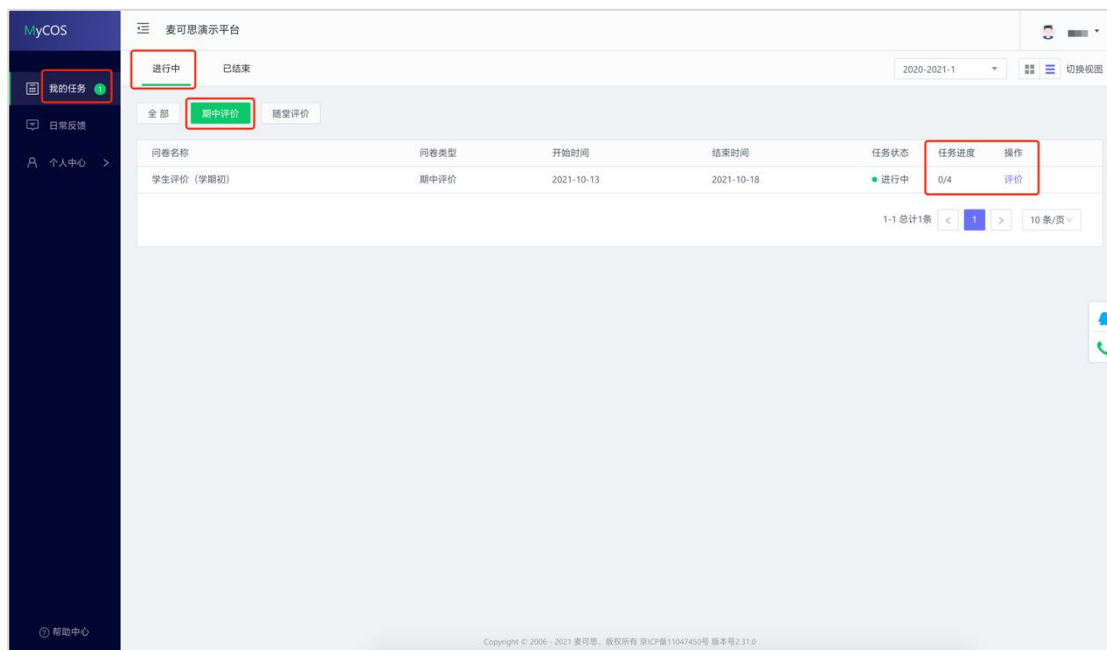 MyCOS
麦可思演示平台
进行中 已结束
2020-2021-1 切换视图
我的任务 1
日常反馈
个人中心
全部 期中评价 随堂评价
问卷名称 问卷类型 开始时间 结束时间 任务状态 任务进度 操作
学生评价（学期初） 期中评价 2021-10-13 2021-10-18 进行中 0/4 评价
1-1 总计1条 < 1 > 10 条/页
帮助中心
Copyright © 2006 - 2021 麦可思，版权所有 京ICP备11047450号 版本号2.31.0